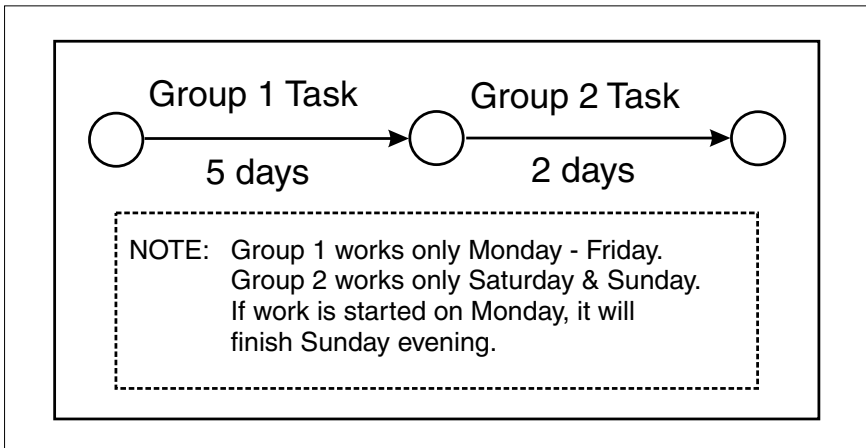 Group 1 Task
Group 2 Task
5 days
2 days
NOTE: Group 1 works only Monday - Friday.
Group 2 works only Saturday & Sunday.
If work is started on Monday, it will
finish Sunday evening.